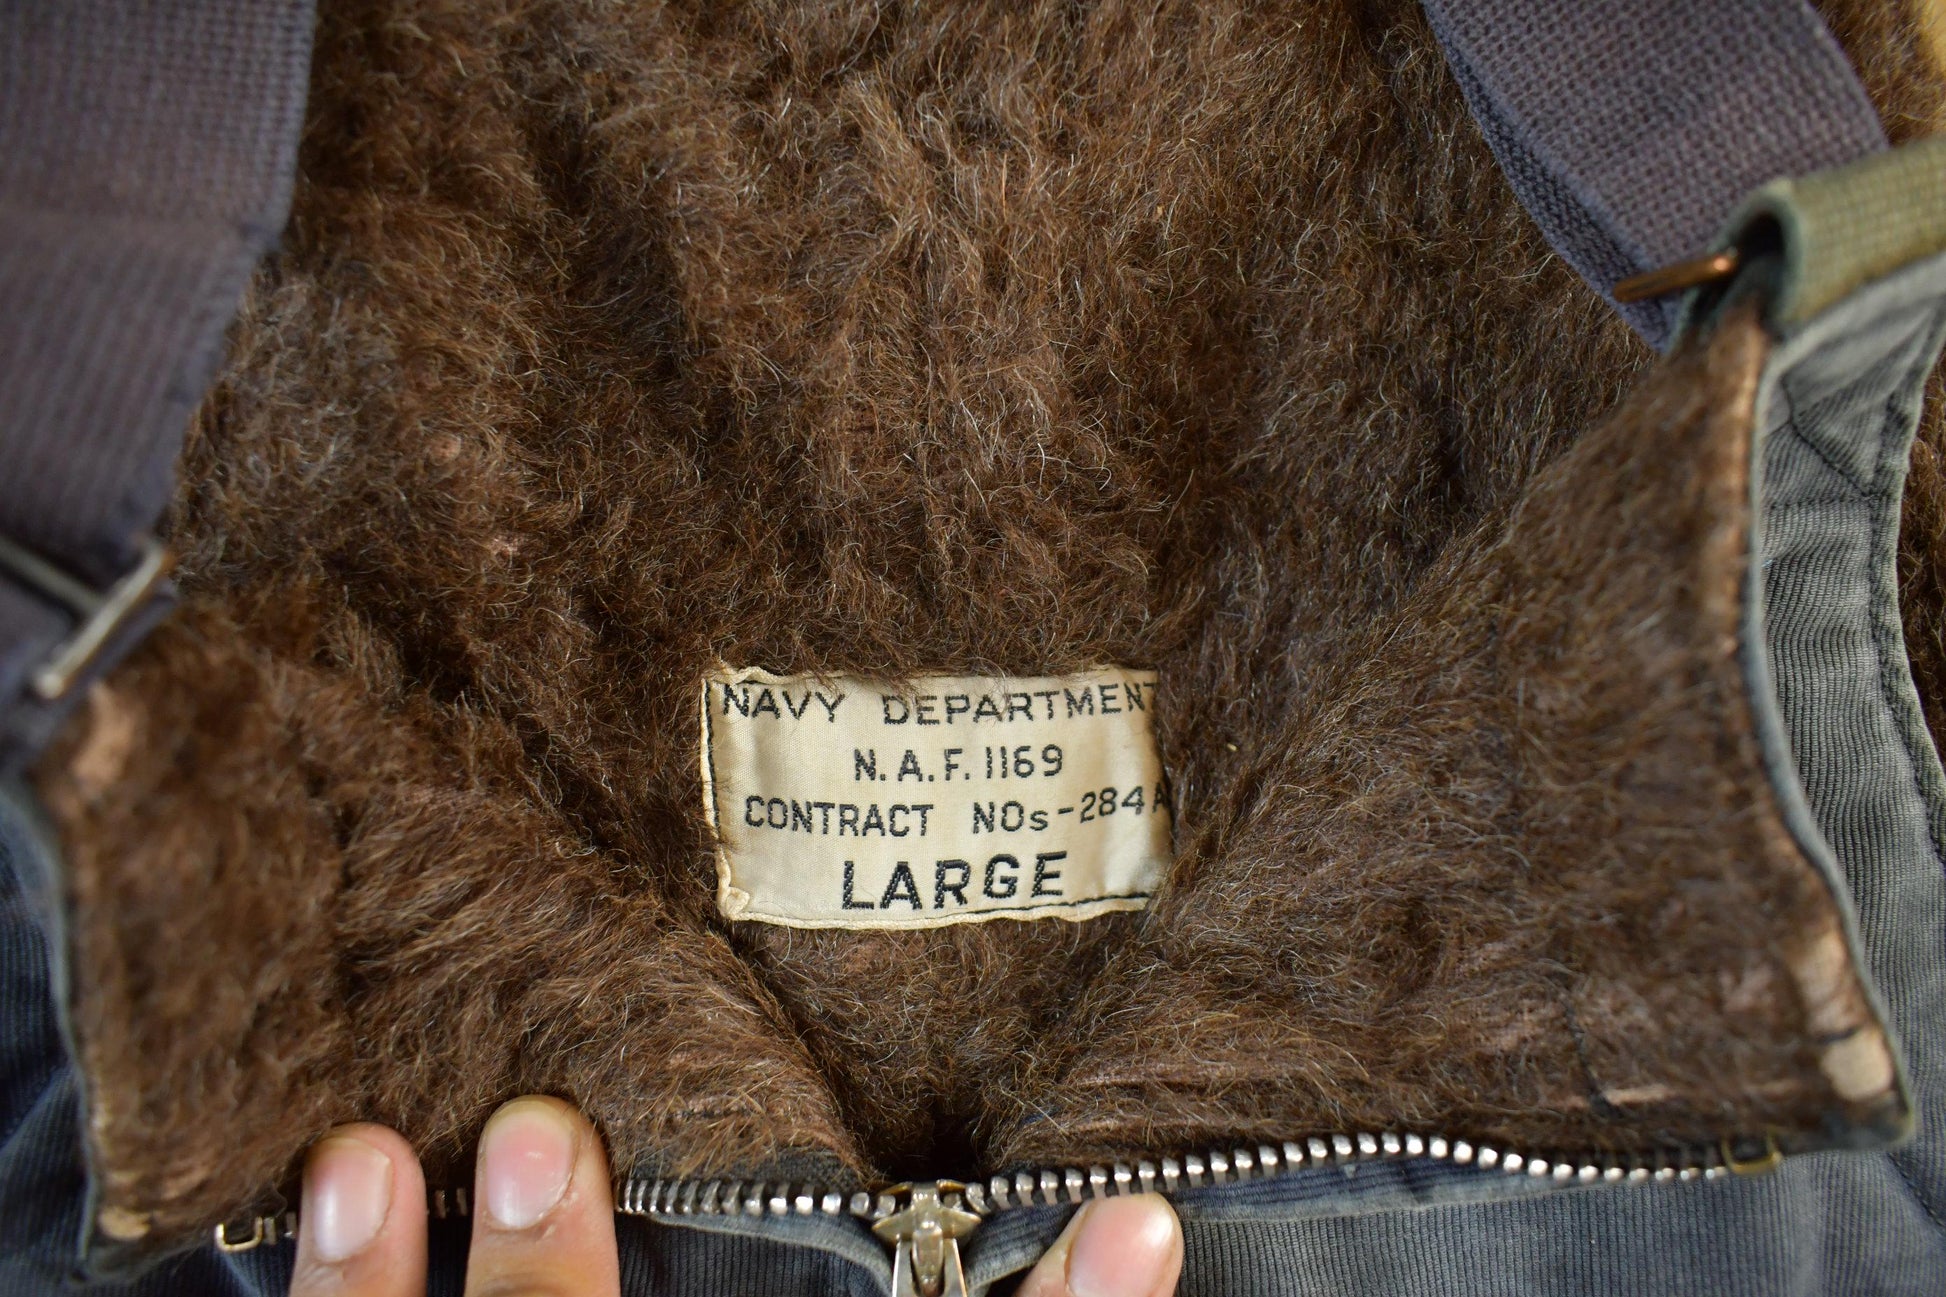 NAVY DEPARTMENT
N.A.F. 1169
CONTRACT NOs-284A
LARGE